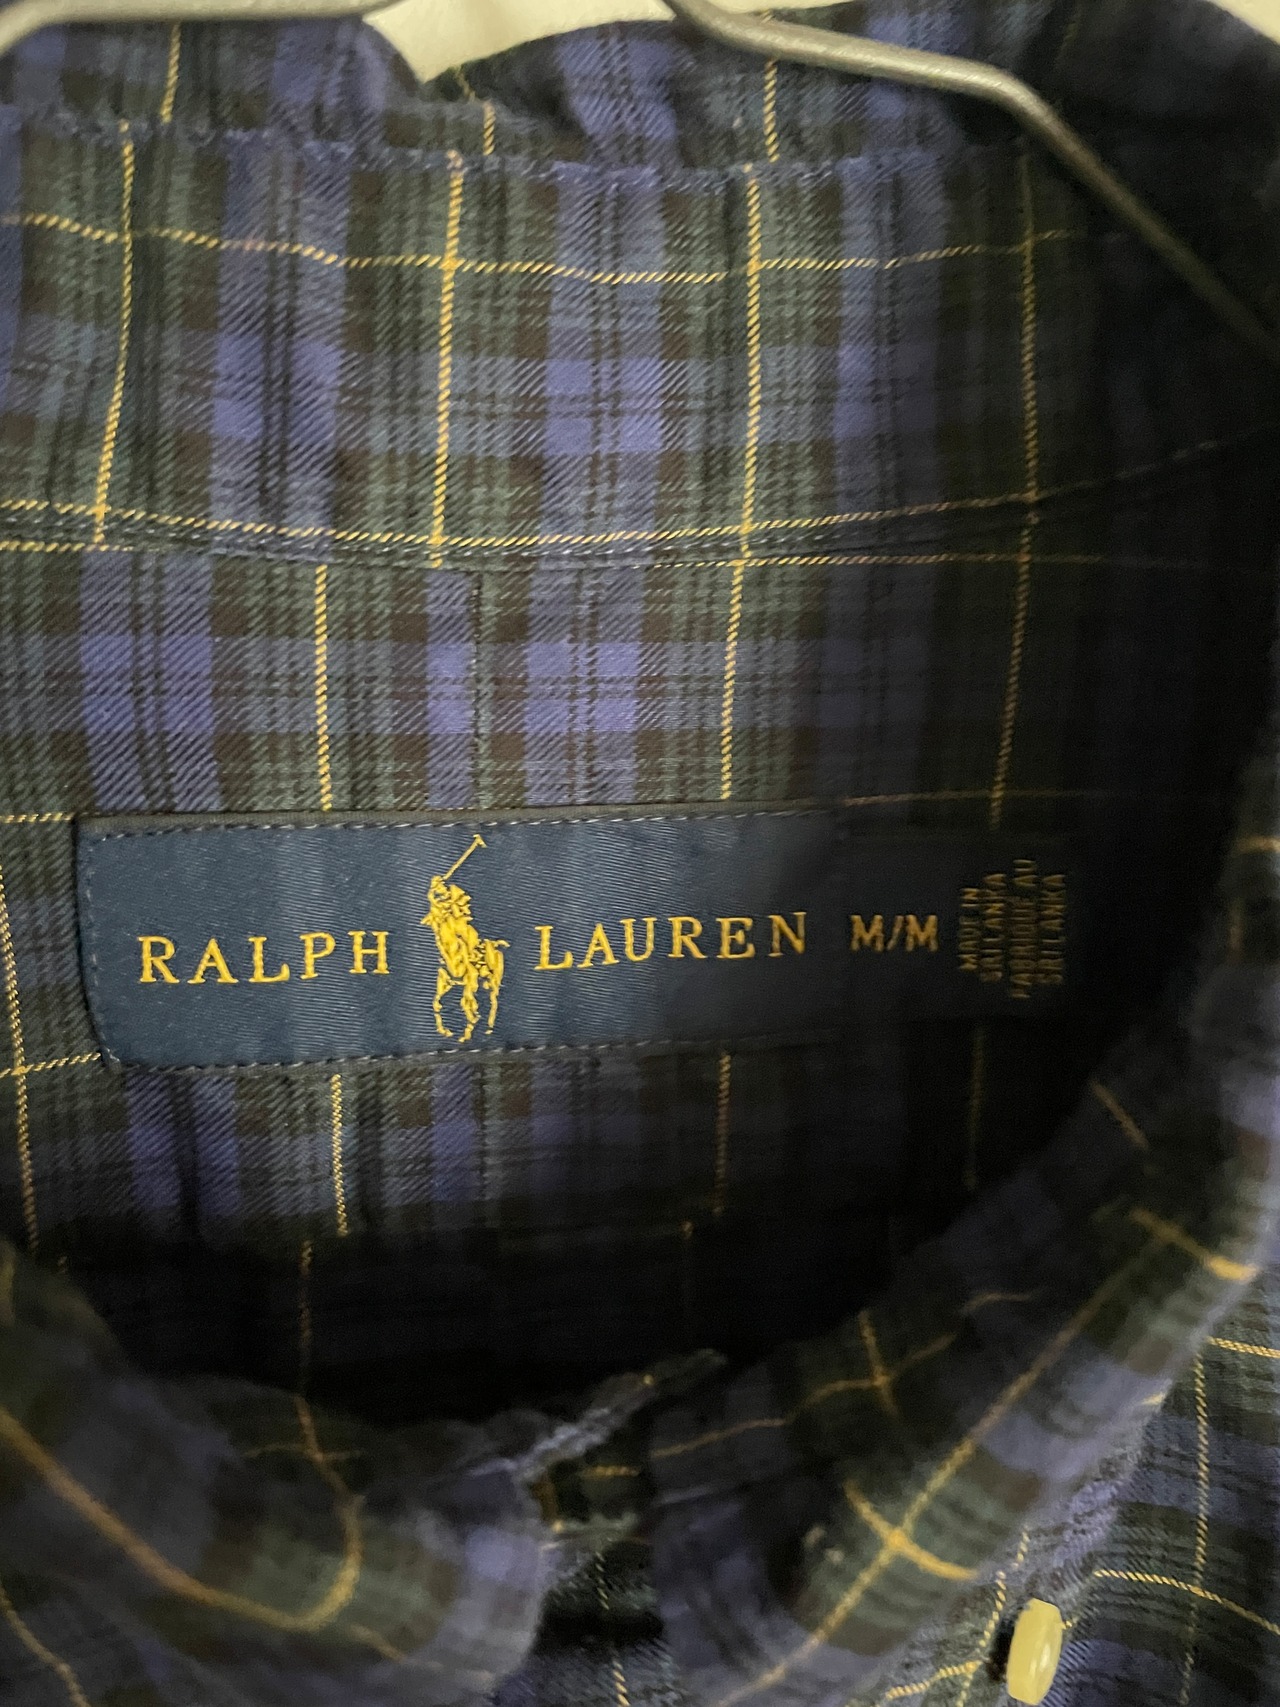 RALPH LAUREN M/M
MADE IN
SRI LANKA
FABRIQUÉ AU
SRI LANKA